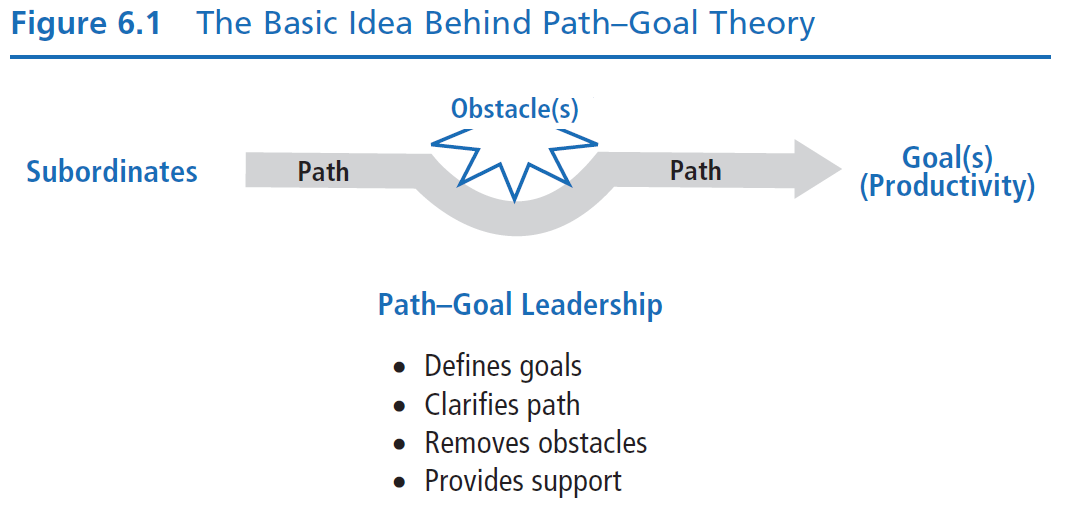 Figure 6.1 The Basic Idea Behind Path–Goal Theory
Obstacle(s)
Subordinates
Path
Path
Goal(s)
(Productivity)
Path–Goal Leadership
• Defines goals
• Clarifies path
• Removes obstacles
• Provides support